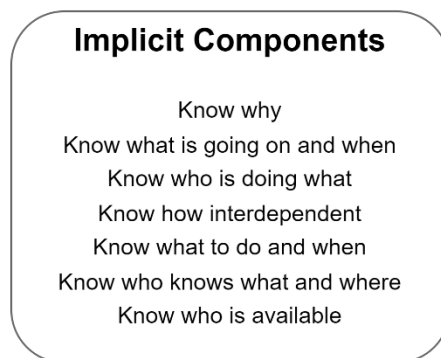 Implicit Components
Know why
Know what is going on and when
Know who is doing what
Know how interdependent
Know what to do and when
Know who knows what and where
Know who is available